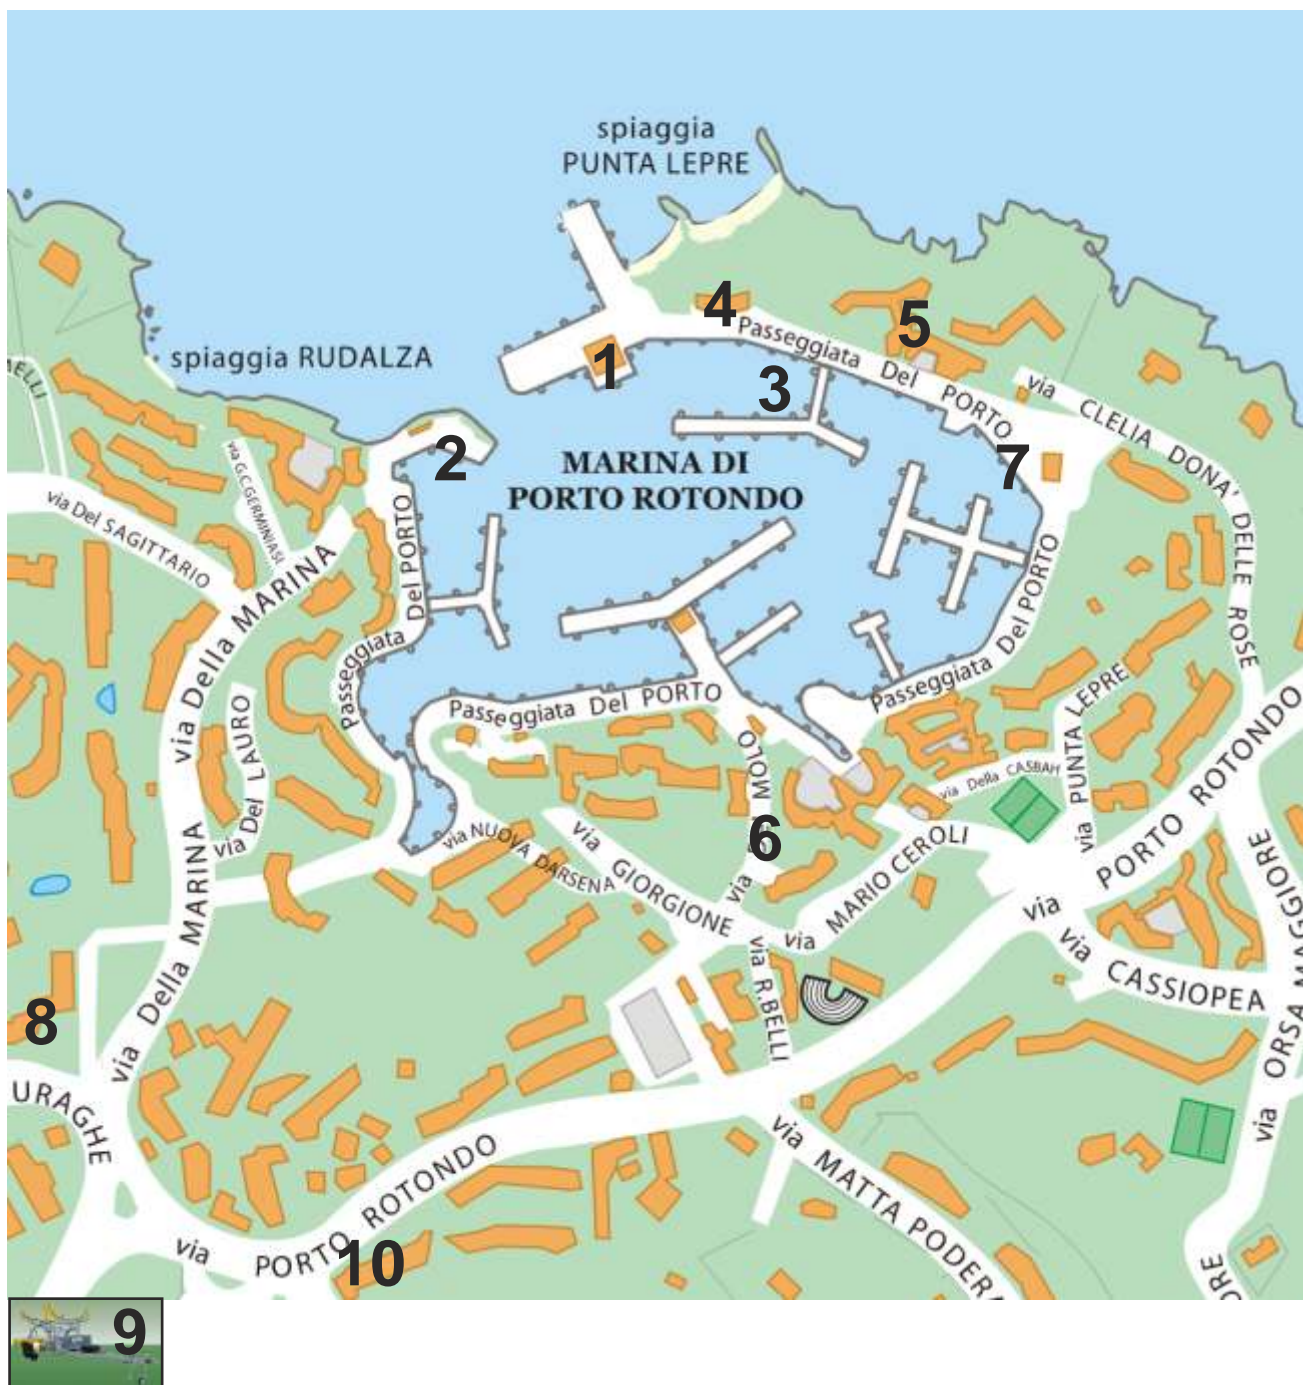 spiaggia
PUNTA LEPRE
4
Passeggiata Del PORTO
5
1
spiaggia RUDALZA
3
via CLELIA DONA' DELLE ROSE
2
MARINA DI
PORTO ROTONDO
7
via G.C.GERMINIASI
via Del SAGITTARIO
via Della MARINA
Passeggiata Del PORTO
Passeggiata Del PORTO
Passeggiata Del PORTO
via Del LAURO
via PUNTA LEPRE
via Della CASBAH
via PORTO ROTONDO
MOLO
via
6
via NUOVA DARSENA
via GIORGIONE
via MARIO CEROLI
via Della MARINA
via R.BELLI
via CASSIOPEA
via ORSA MAGGIORE
8
URAGHE
via PORTO ROTONDO
10
via MATTA PODERA
ORE
9